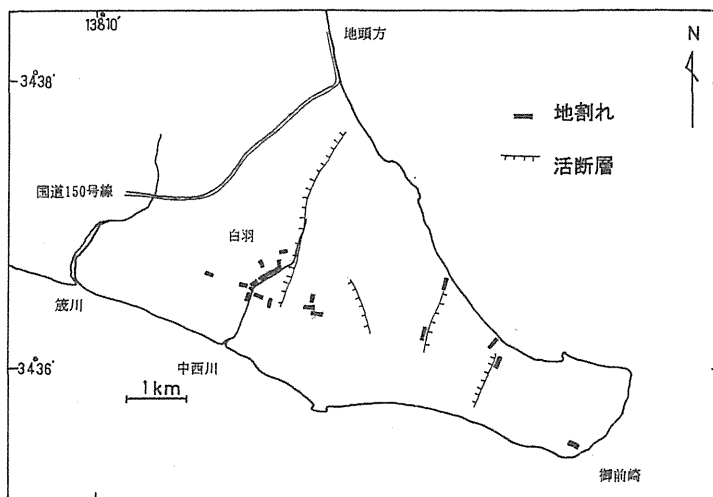 138°10′
地頭方
N
34°38′
地割れ
活断層
国道150号線
白羽
筬川
中西川
34°36′
1km
御前崎